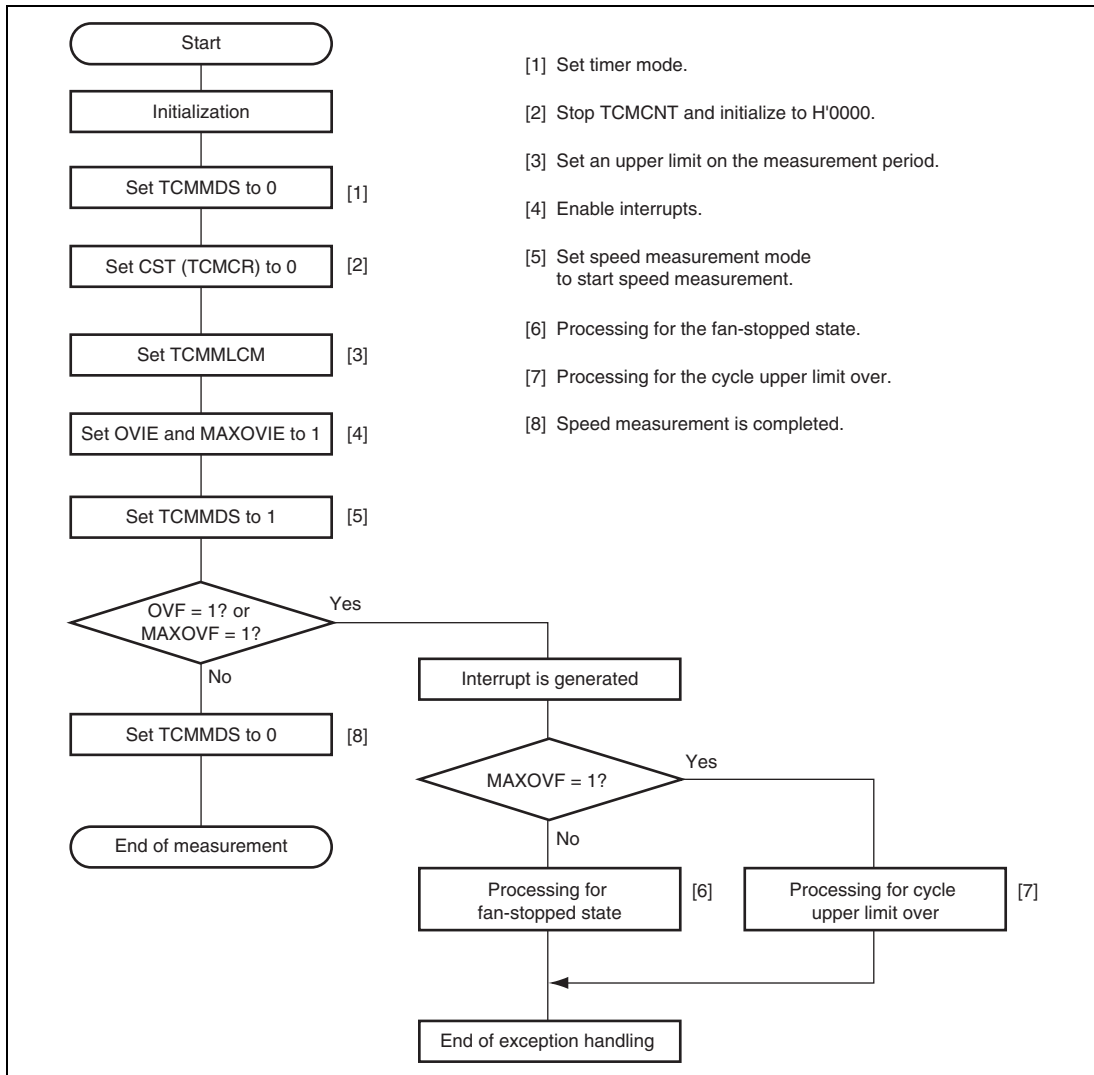 Start
Initialization
Set TCMMDS to 0
[1]
Set CST (TCMCR) to 0
[2]
Set TCMMLCM
[3]
Set OVIE and MAXOVIE to 1
[4]
Set TCMMDS to 1
[5]
OVF = 1? or
MAXOVF = 1?
Yes
No
Set TCMMDS to 0
[8]
End of measurement
Interrupt is generated
MAXOVF = 1?
Yes
No
Processing for
fan-stopped state
[6]
Processing for cycle
upper limit over
[7]
End of exception handling
[1] Set timer mode.
[2] Stop TCMCNT and initialize to H'0000.
[3] Set an upper limit on the measurement period.
[4] Enable interrupts.
[5] Set speed measurement mode
to start speed measurement.
[6] Processing for the fan-stopped state.
[7] Processing for the cycle upper limit over.
[8] Speed measurement is completed.